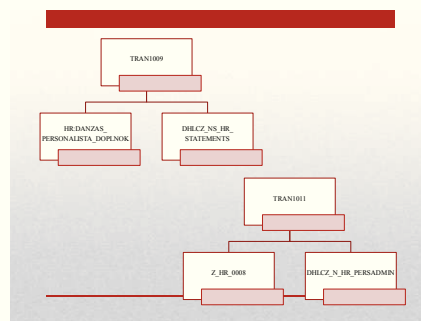 TRAN1009
HR:DANZAS_
PERSONALISTA_DOPLNOK
DHLCZ_NS_HR_
STATEMENTS
TRAN1011
Z_HR_0008
DHLCZ_N_HR_PERSADMIN